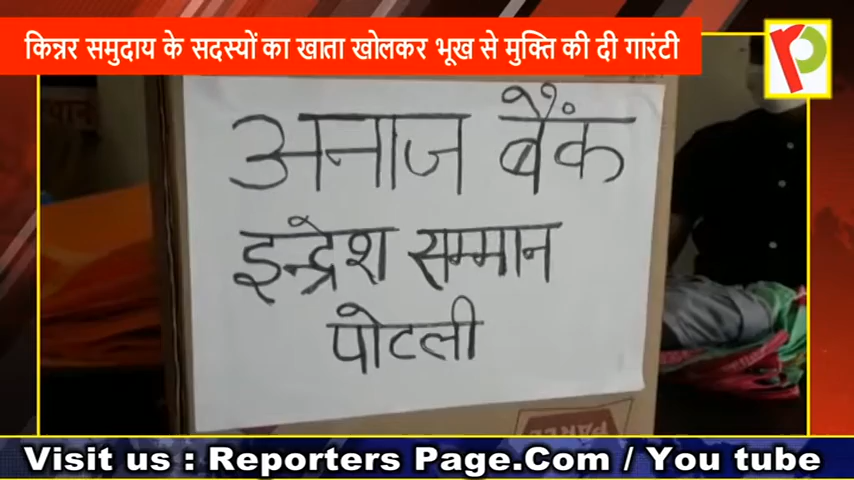 किन्नर समुदाय के सदस्यों का खाता खोलकर भूख से मुक्ति की दी गारंटी
अनाज बैंक
इन्द्रेश सम्मान
पोटली
Visit us : Reporters Page.Com / You tube